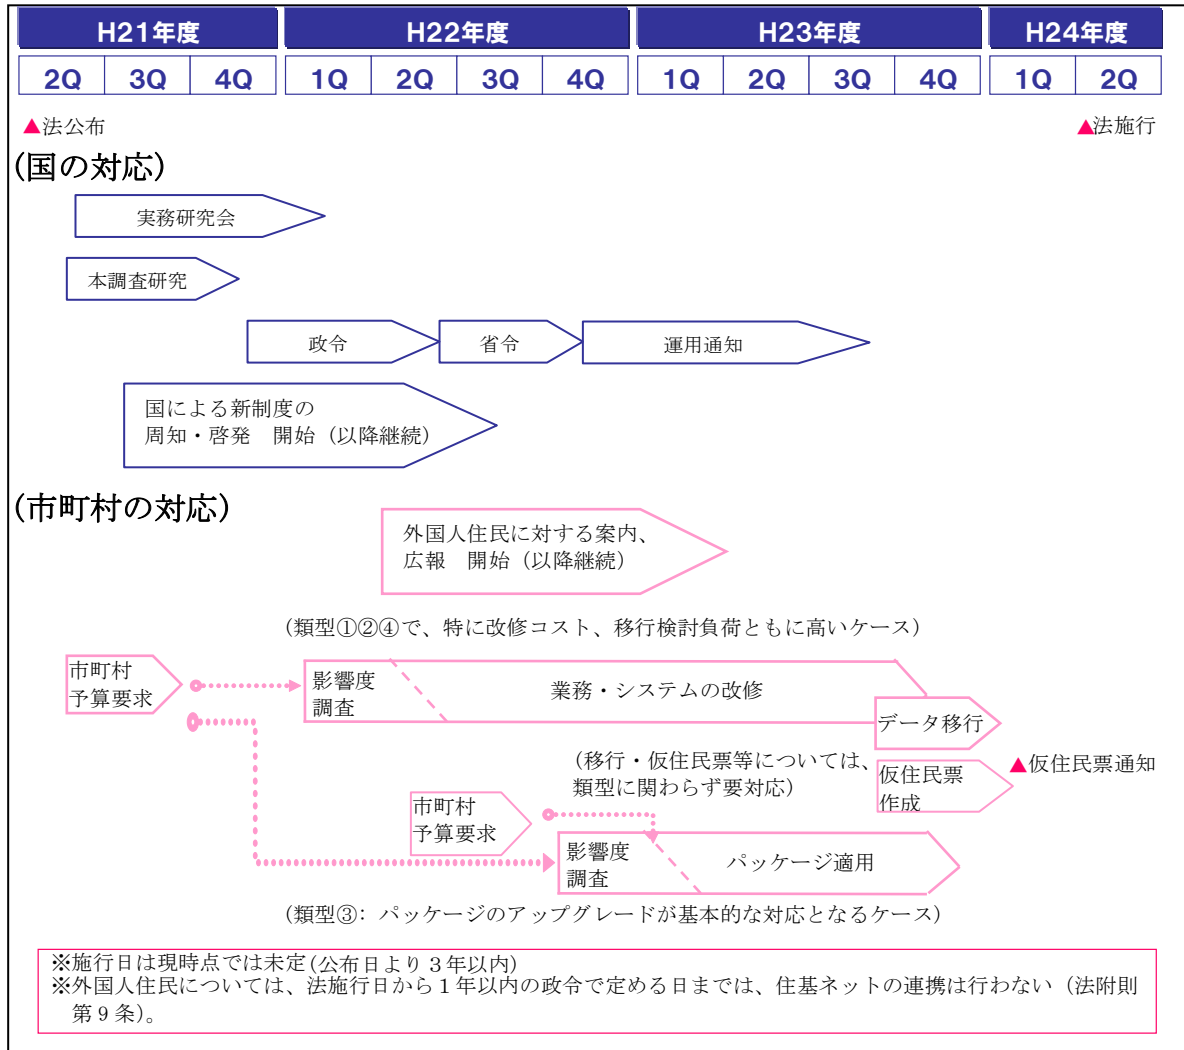 H21年度 H22年度 H23年度 H24年度
2Q 3Q 4Q 1Q 2Q 3Q 4Q 1Q 2Q 3Q 4Q 1Q 2Q
▲法公布 ▲法施行
(国の対応)
実務研究会
本調査研究
政令 省令 運用通知
国による新制度の
周知・啓発　開始（以降継続）
(市町村の対応)
外国人住民に対する案内、
広報　開始（以降継続）
（類型①②④で、特に改修コスト、移行検討負荷ともに高いケース）
市町村
予算要求
影響度
調査
業務・システムの改修
データ移行
（移行・仮住民票等については、
類型に関わらず要対応）
仮住民票
作成
▲仮住民票通知
市町村
予算要求
影響度
調査
パッケージ適用
（類型③：パッケージのアップグレードが基本的な対応となるケース）
※施行日は現時点では未定(公布日より３年以内)
※外国人住民については、法施行日から１年以内の政令で定める日までは、住基ネットの連携は行わない（法附則
第９条）。